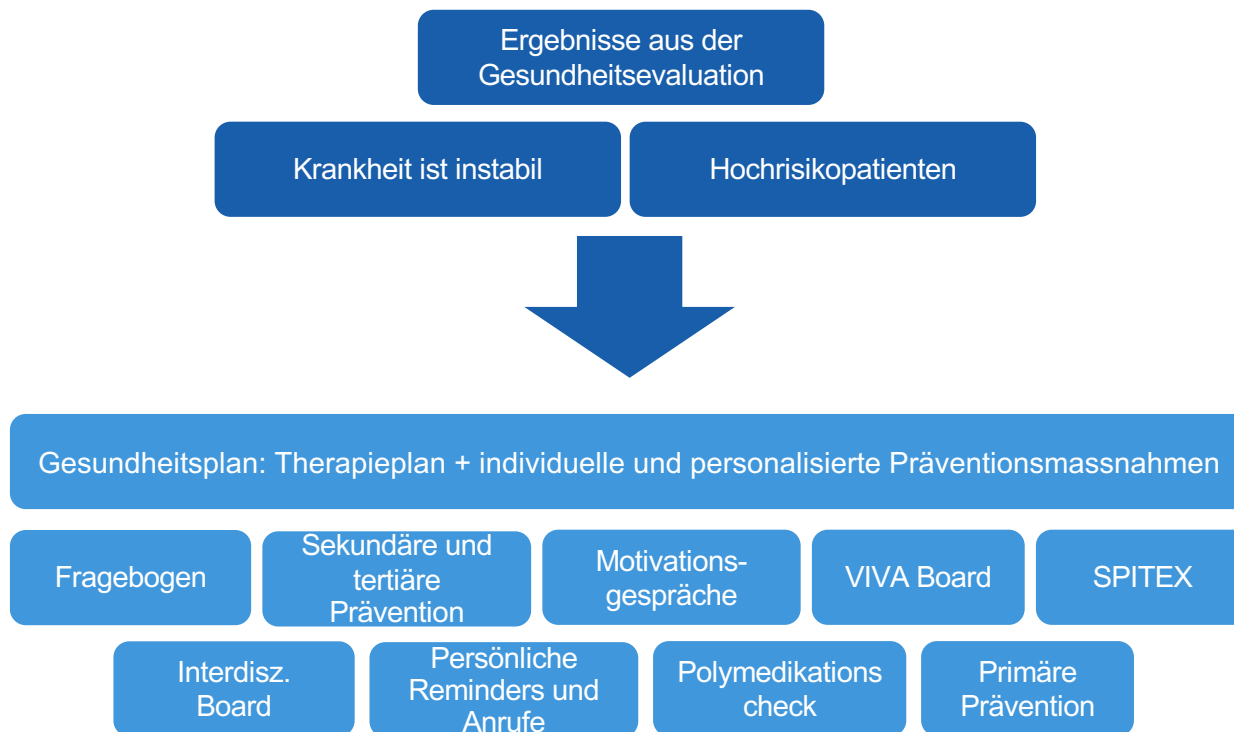 Ergebnisse aus der
Gesundheitsevaluation
Krankheit ist instabil
Hochrisikopatienten
Gesundheitsplan: Therapieplan + individuelle und personalisierte Präventionsmassnahmen
Fragebogen
Sekundäre und
tertiäre
Prävention
Motivations-
gespräche
VIVA Board
SPITEX
Interdisz.
Board
Persönliche
Reminders und
Anrufe
Polymedikations
check
Primäre
Prävention